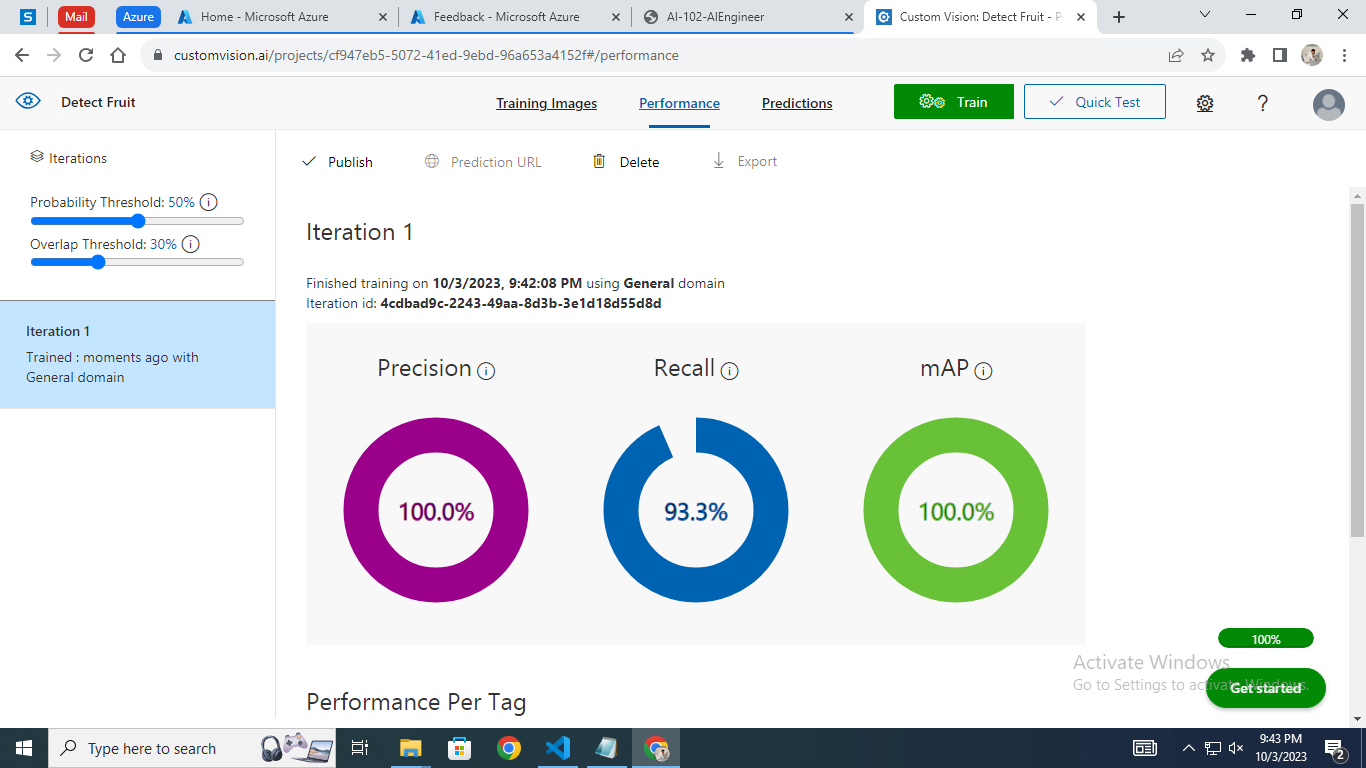 S
Mail
Azure
Home - Microsoft Azure
Feedback - Microsoft Azure
AI-102-AIEngineer
Custom Vision: Detect Fruit - P
customvision.ai/projects/cf947eb5-5072-41ed-9ebd-96a653a4152f#/performance
Detect Fruit
Training Images
Performance
Predictions
Train
Quick Test
?
Iterations
Publish
Prediction URL
Delete
Export
Probability Threshold: 50%
Overlap Threshold: 30%
Iteration 1
Trained : moments ago with
General domain
Iteration 1
Finished training on 10/3/2023, 9:42:08 PM using General domain
Iteration id: 4cdbad9c-2243-49aa-8d3b-3e1d18d55d8d
Precision
Recall
mAP
100.0%
93.3%
100.0%
100%
Activate Windows
Go to Settings to activate Windows.
Get started
Performance Per Tag
Type here to search
9:43 PM
10/3/2023
2